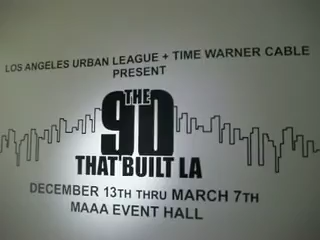 LOS ANGELES URBAN LEAGUE + TIME WARNER CABLE
PRESENT
THE
90
THAT BUILT LA
DECEMBER 13TH THRU MARCH 7TH
MAAA EVENT HALL